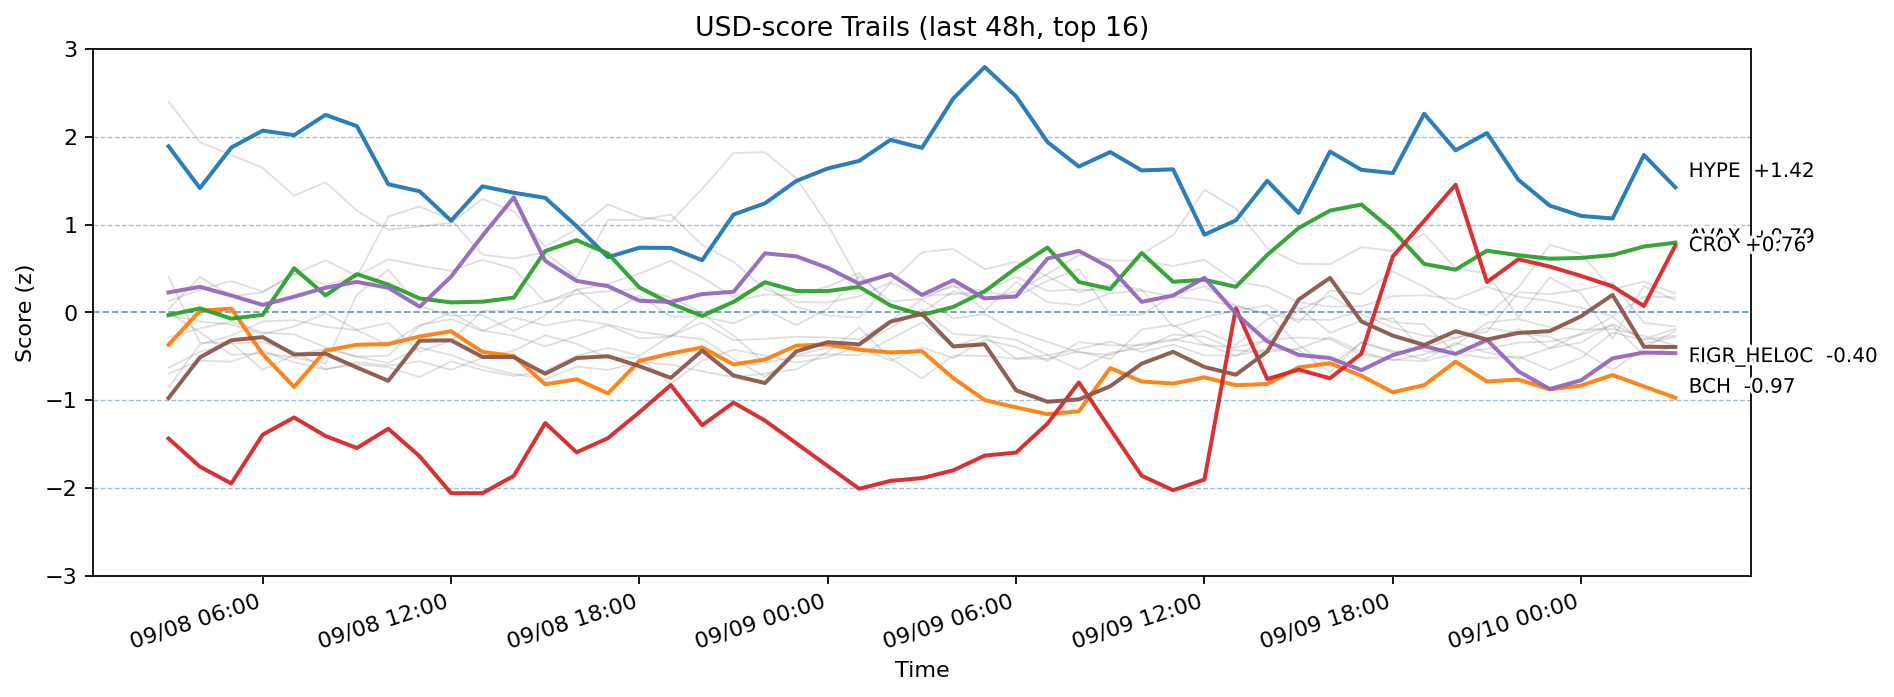 USD-score Trails (last 48h, top 16)
Score (z)
3
2
1
0
−1
−2
−3
HYPE +1.42
AVAX +0.79
CRO +0.76
FIGR_HELOC -0.40
BCH -0.97
09/08 06:00
09/08 12:00
09/08 18:00
09/09 00:00
09/09 06:00
09/09 12:00
09/09 18:00
09/10 00:00
Time